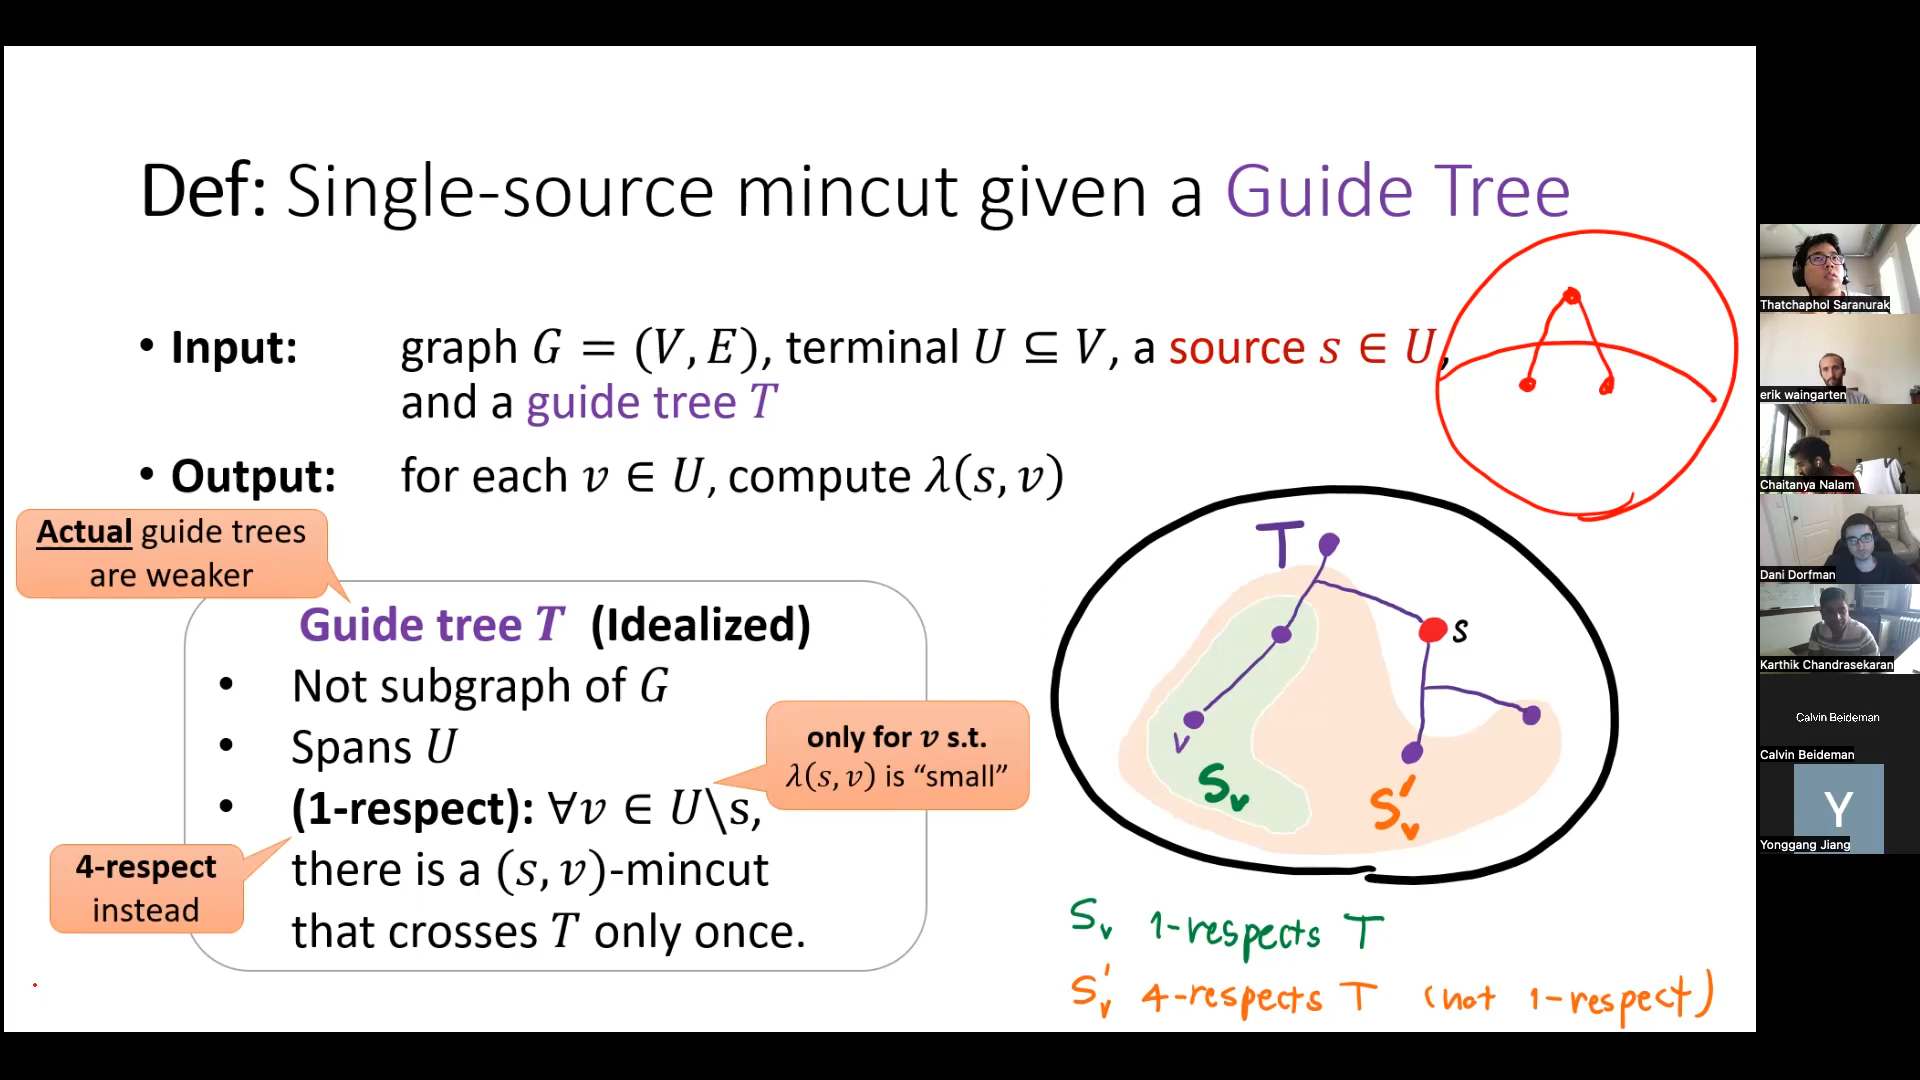 Def: Single-source mincut given a Guide Tree
• Input: graph G = (V, E), terminal U ⊆ V, a source s ∈ U,
and a guide tree T
• Output: for each v ∈ U, compute λ(s, v)
Actual guide trees
are weaker
Guide tree T (Idealized)
• Not subgraph of G
• Spans U
• (1-respect): ∀v ∈ U\s,
there is a (s, v)-mincut
that crosses T only once.
only for v s.t.
λ(s, v) is “small”
4-respect
instead
T
s
v
Sv
S'v
Sv 1-respects T
S'v 4-respects T (not 1-respect)
Thatchaphol Saranurak
erik waingarten
Chaitanya Nalam
Dani Dorfman
Karthik Chandrasekaran
Calvin Beideman
Calvin Beideman
Y
Yonggang Jiang